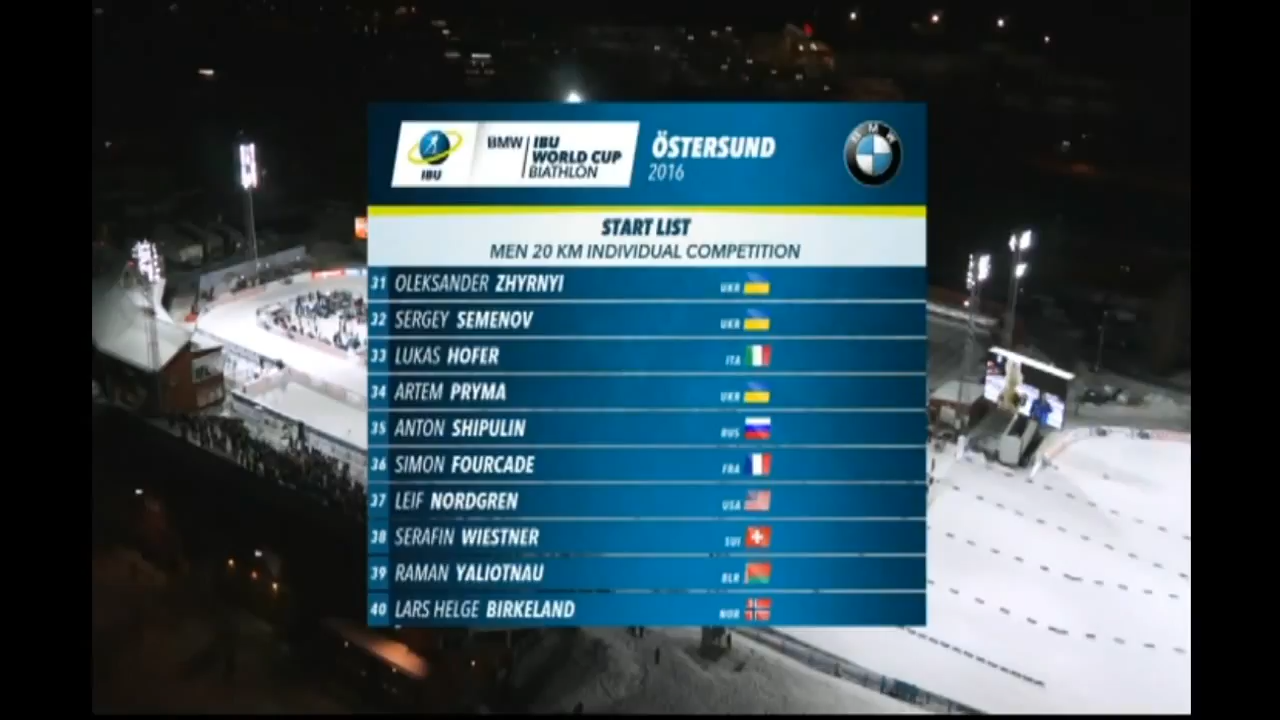 IBU
BMW IBU
WORLD CUP
BIATHLON
ÖSTERSUND
2016
BMW
START LIST
MEN 20 KM INDIVIDUAL COMPETITION
31 OLEKSANDER ZHYRNYI UKR
32 SERGEY SEMENOV UKR
33 LUKAS HOFER ITA
34 ARTEM PRYMA UKR
35 ANTON SHIPULIN RUS
36 SIMON FOURCADE FRA
37 LEIF NORDGREN USA
38 SERAFIN WIESTNER SUI
39 RAMAN YALIOTNAU BLR
40 LARS HELGE BIRKELAND NOR